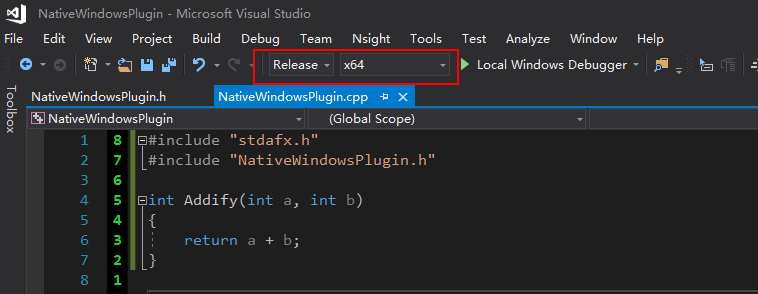 NativeWindowsPlugin - Microsoft Visual Studio
File Edit View Project Build Debug Team Nsight Tools Test Analyze Window Help
Release x64 Local Windows Debugger
Toolbox
NativeWindowsPlugin.h NativeWindowsPlugin.cpp
NativeWindowsPlugin (Global Scope)
1 8 #include "stdafx.h"
2 7 #include "NativeWindowsPlugin.h"
3 6
4 5 int Addify(int a, int b)
5 4 {
6 3 return a + b;
7 2 }
8 1